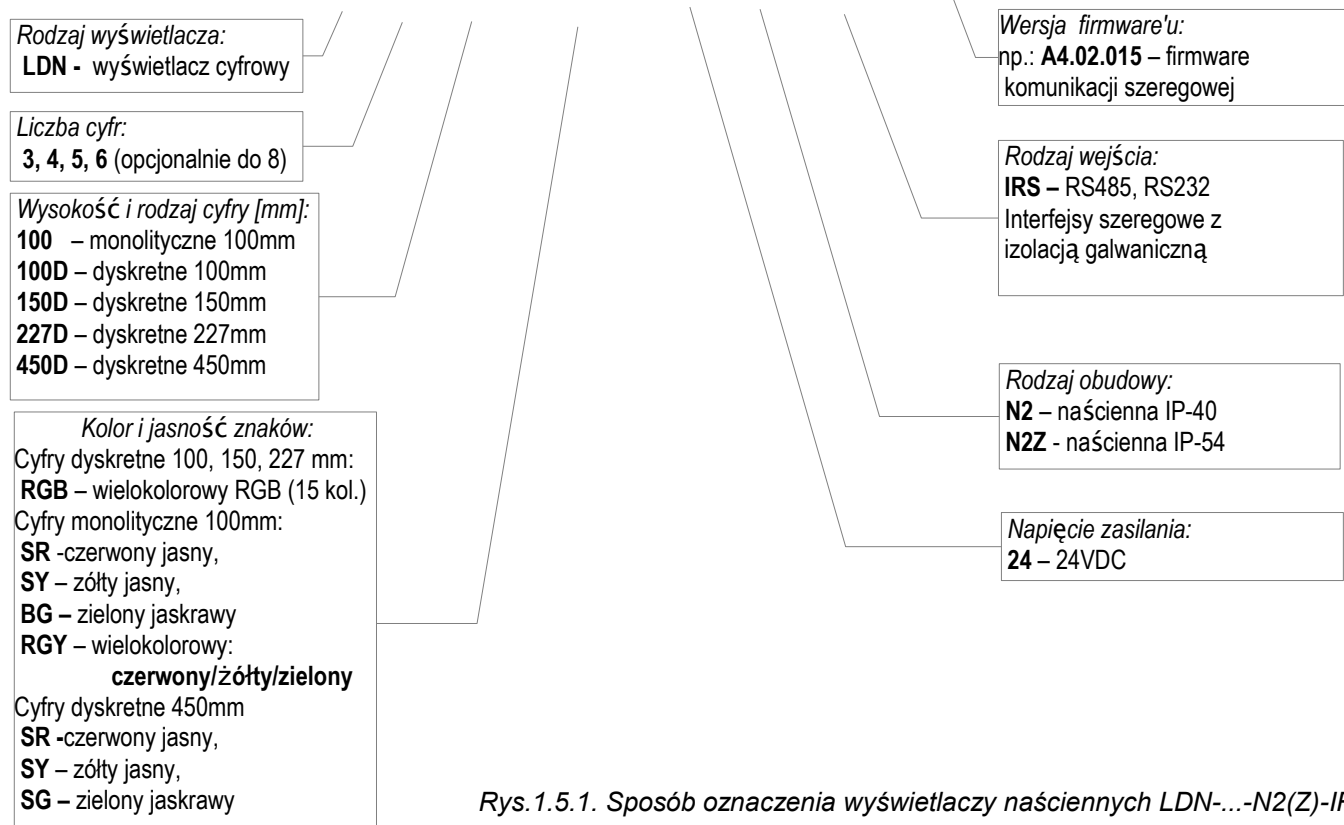 Rodzaj wyświetlacza:
LDN - wyświetlacz cyfrowy
Liczba cyfr:
3, 4, 5, 6 (opcjonalnie do 8)
Wysokość i rodzaj cyfry [mm]:
100 – monolityczne 100mm
100D – dyskretne 100mm
150D – dyskretne 150mm
227D – dyskretne 227mm
450D – dyskretne 450mm
Kolor i jasność znaków:
Cyfry dyskretne 100, 150, 227 mm:
RGB – wielokolorowy RGB (15 kol.)
Cyfry monolityczne 100mm:
SR -czerwony jasny,
SY – zółty jasny,
BG – zielony jaskrawy
RGY – wielokolorowy:
czerwony/żółty/zielony
Cyfry dyskretne 450mm
SR -czerwony jasny,
SY – zółty jasny,
SG – zielony jaskrawy
Wersja firmware'u:
np.: A4.02.015 – firmware
komunikacji szeregowej
Rodzaj wejścia:
IRS – RS485, RS232
Interfejsy szeregowe z
izolacją galwaniczną
Rodzaj obudowy:
N2 – naścienna IP-40
N2Z - naścienna IP-54
Napięcie zasilania:
24 – 24VDC
Rys.1.5.1. Sposób oznaczenia wyświetlaczy naściennych LDN-...-N2(Z)-